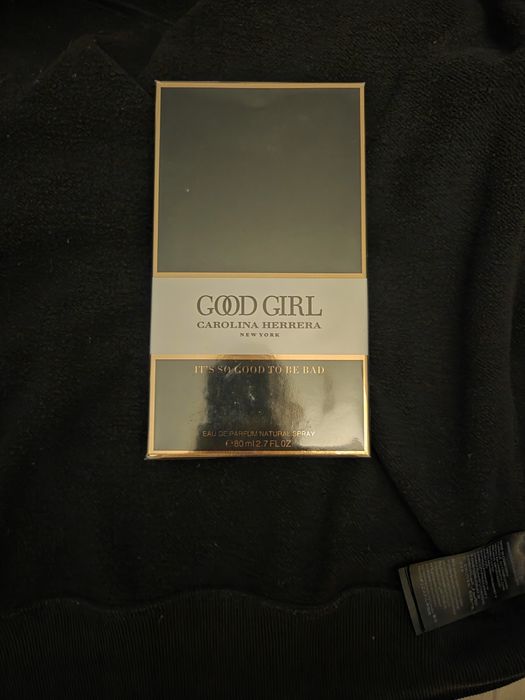 GOOD GIRL
CAROLINA HERRERA
NEW YORK
IT'S SO GOOD TO BE BAD
EAU DE PARFUM NATURAL SPRAY
℮ 80 ml 2.7 FL OZ